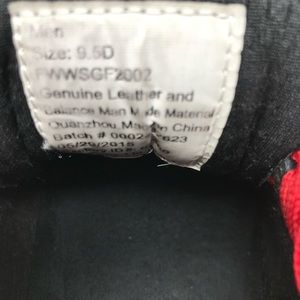 Men
Size: 9.5D
FWWSGF2002
Genuine Leather and
Balance Man Made Material
Quanzhou Made in China
Batch #
05/29/2015